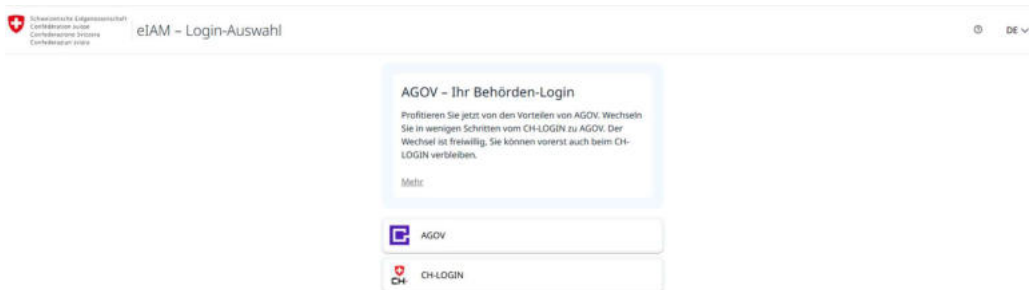 Schweizerische Eidgenossenschaft
Confédération suisse
Confederazione Svizzera
Confederaziun svizra
eIAM – Login-Auswahl
DE
AGOV – Ihr Behörden-Login
Profitieren Sie jetzt von den Vorteilen von AGOV. Wechseln
Sie in wenigen Schritten vom CH-LOGIN zu AGOV. Der
Wechsel ist freiwillig, Sie können vorerst auch beim CH-
LOGIN verbleiben.
Mehr
AGOV
CH-
CH-LOGIN